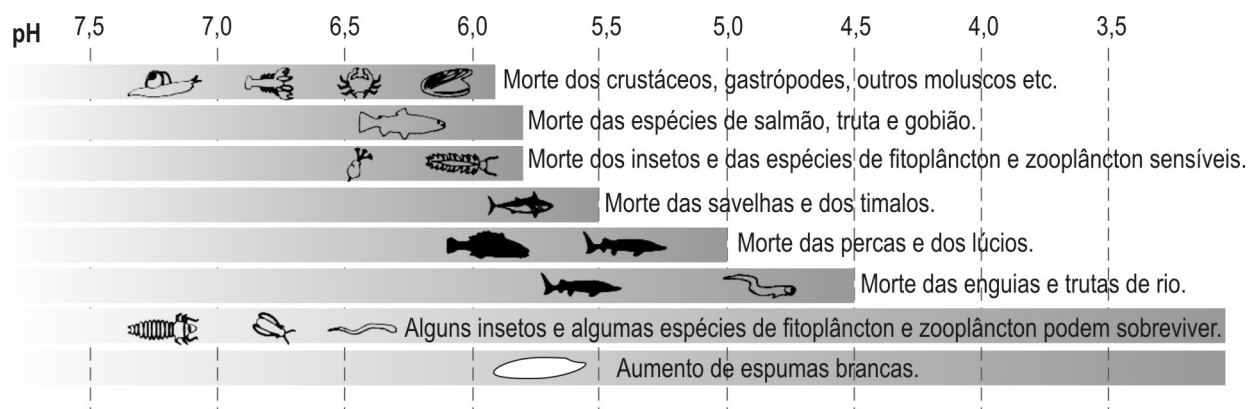 pH 7,5 7,0 6,5 6,0 5,5 5,0 4,5 4,0 3,5
Morte dos crustáceos, gastrópodes, outros moluscos etc.
Morte das espécies de salmão, truta e gobião.
Morte dos insetos e das espécies de fitoplâncton e zooplâncton sensíveis.
Morte das savelhas e dos timalos.
Morte das percas e dos lúcios.
Morte das enguias e trutas de rio.
Alguns insetos e algumas espécies de fitoplâncton e zooplâncton podem sobreviver.
Aumento de espumas brancas.